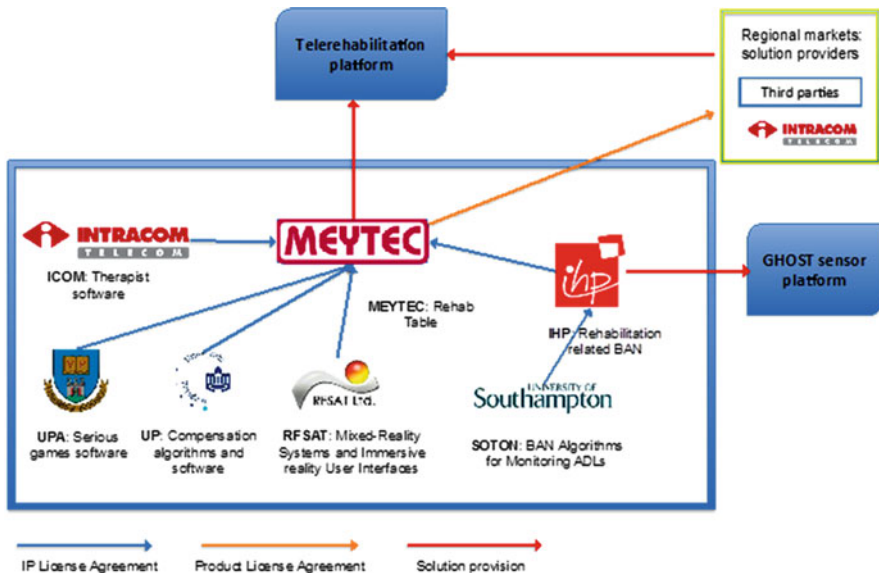 Telerehabilitation
platform
Regional markets:
solution providers
Third parties
INTRACOM
TELECOM
INTRACOM
TELECOM
ICOM: Therapist
software
MEYTEC
MEYTEC: Rehab
Table
ihp
IHP: Rehabilitation
related BAN
GHOST sensor
platform
UPA: Serious
games software
UP: Compensation
algorithms and
software
RFSAT Ltd.
RFSAT: Mixed-Reality
Systems and Immersive
reality User Interfaces
UNIVERSITY OF
Southampton
SOTON: BAN Algorithms
for Monitoring ADLs
IP License Agreement
Product License Agreement
Solution provision